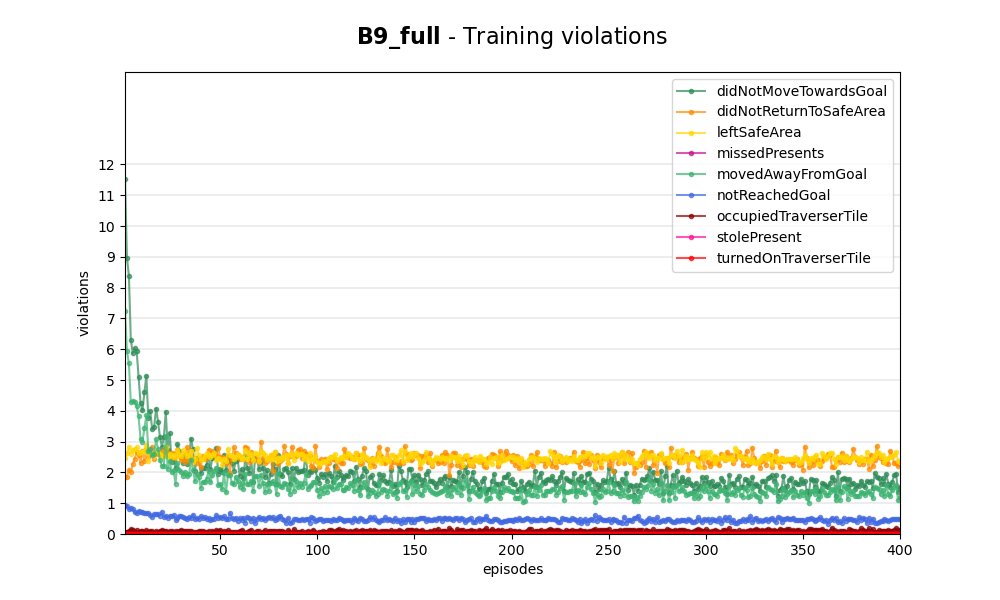 B9_full - Training violations
didNotMoveTowardsGoal
didNotReturnToSafeArea
leftSafeArea
missedPresents
movedAwayFromGoal
notReachedGoal
occupiedTraverserTile
stolePresent
turnedOnTraverserTile
violations
12
11
10
9
8
7
6
5
4
3
2
1
0
50 100 150 200 250 300 350 400
episodes